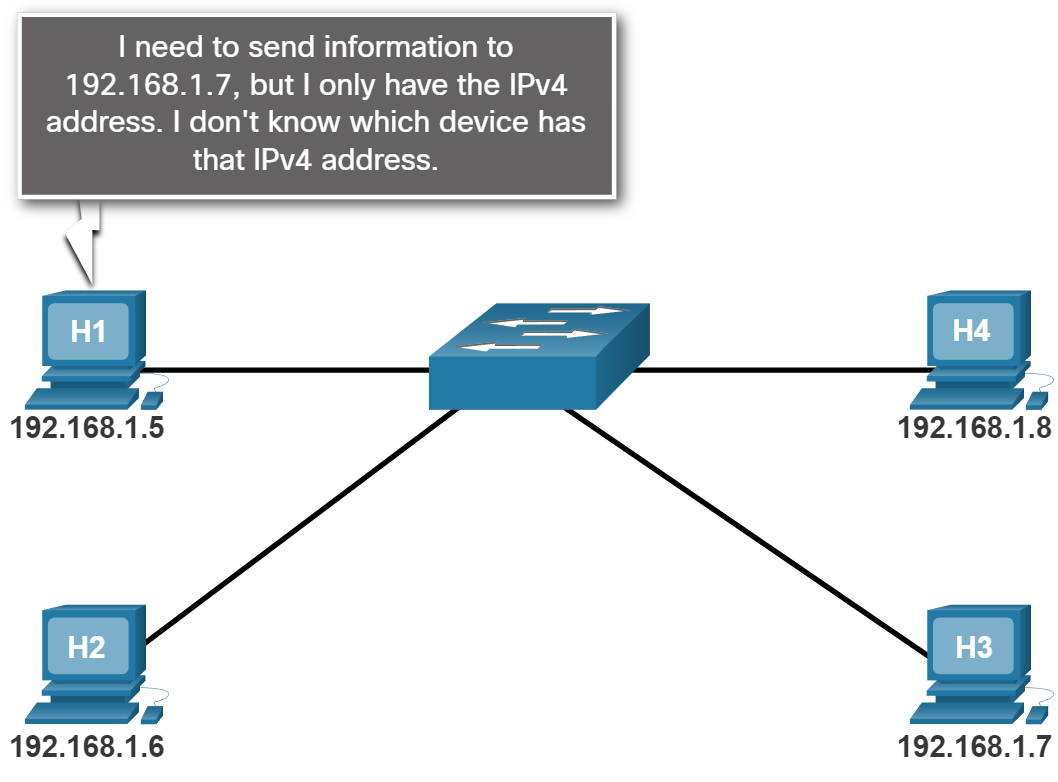 I need to send information to
192.168.1.7, but I only have the IPv4
address. I don't know which device has
that IPv4 address.
H1
192.168.1.5
H4
192.168.1.8
H2
192.168.1.6
H3
192.168.1.7